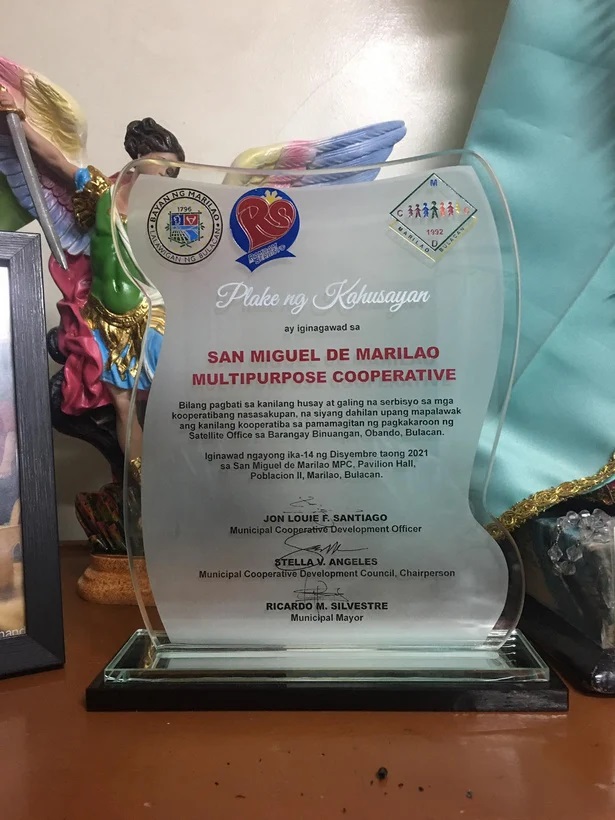 BAYAN NG MARILAO
1796
LALAWIGAN NG BULACAN
RS
M
C C
1992
U
MARILAO BULACAN
Plake ng Kahusayan
ay iginagawad sa
SAN MIGUEL DE MARILAO
MULTIPURPOSE COOPERATIVE
Bilang pagbati sa kanilang husay at galing na serbisyo sa mga
kooperatibang nasasakupan, na siyang dahilan upang mapalawak
ang kanilang kooperatiba sa pamamagitan ng pagkakaroon ng
Satellite Office sa Barangay Binuangan, Obando, Bulacan.
Iginawad ngayong ika-14 ng Disyembre taong 2021
sa San Miguel de Marilao MPC, Pavilion Hall,
Poblacion II, Marilao, Bulacan.
JON LOUIE F. SANTIAGO
Municipal Cooperative Development Officer
STELLA V. ANGELES
Municipal Cooperative Development Council, Chairperson
RICARDO M. SILVESTRE
Municipal Mayor